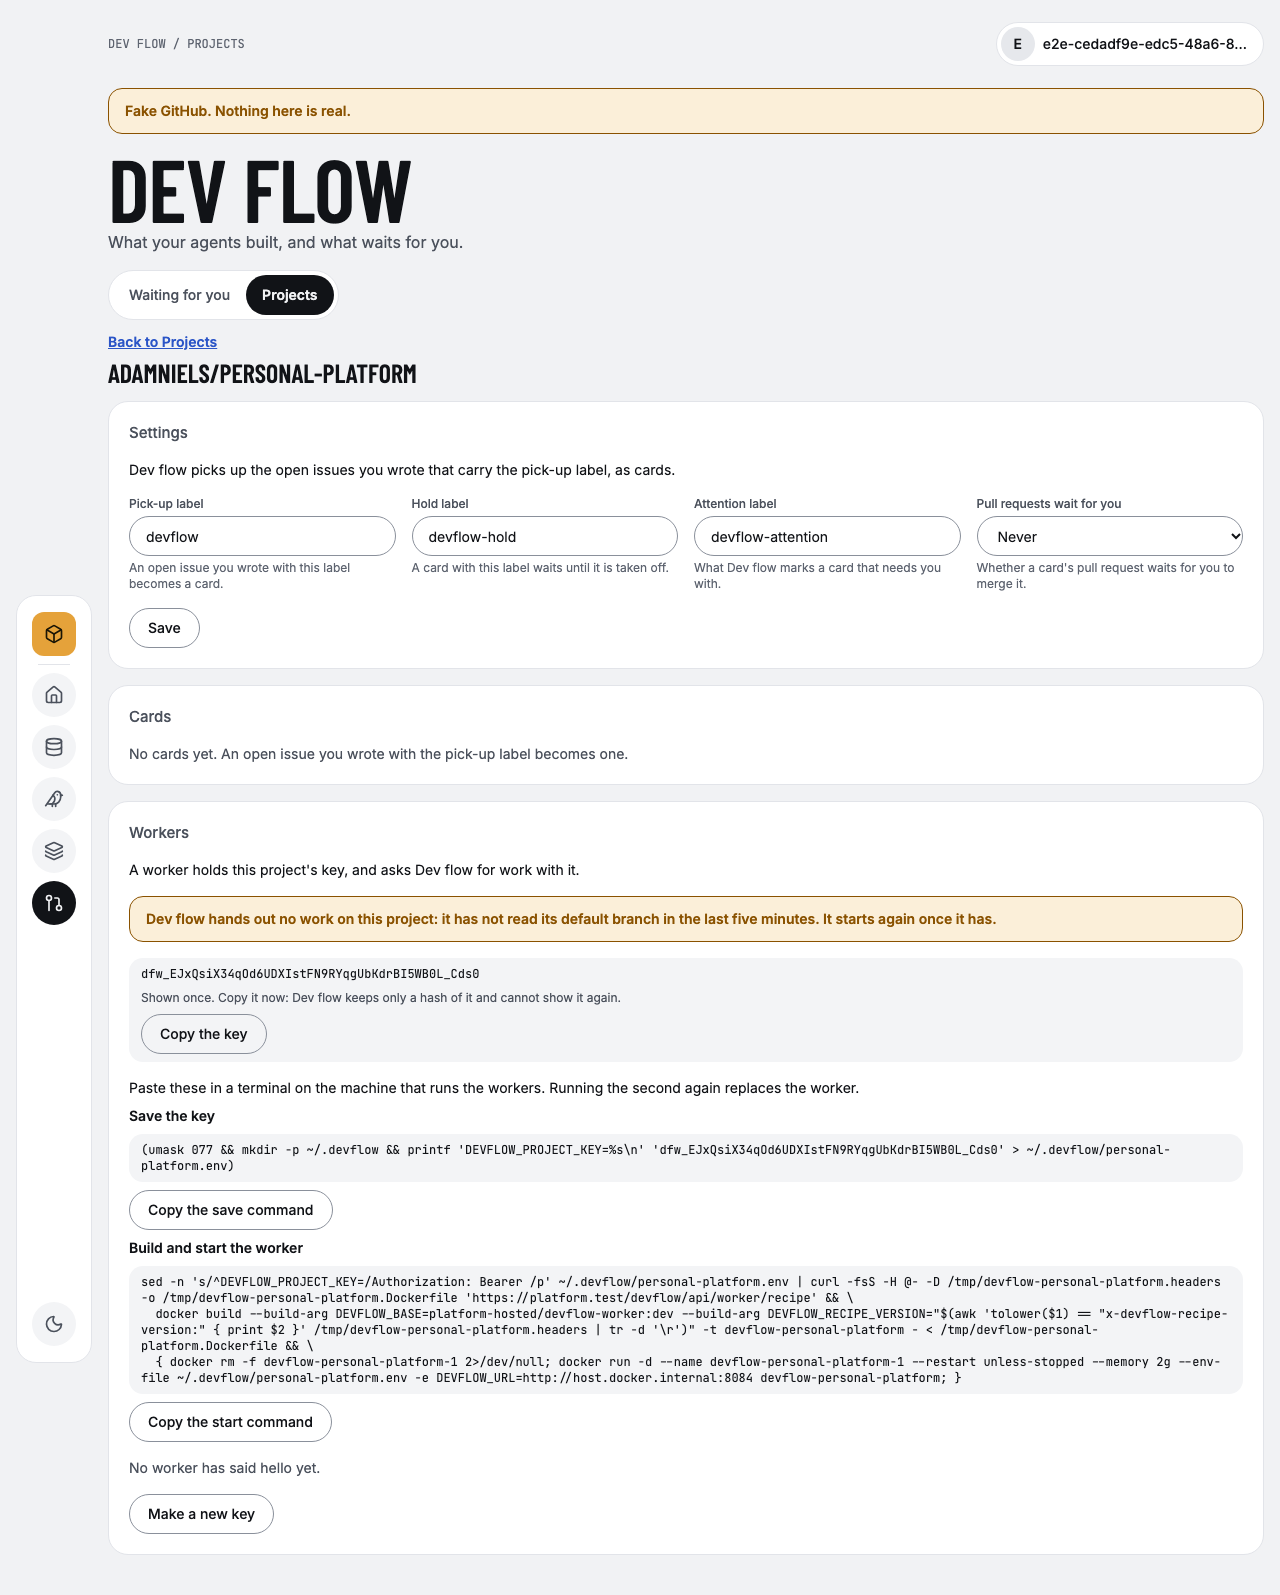 DEV FLOW / PROJECTS
E
e2e-cedadf9e-edc5-48a6-8...
Fake GitHub. Nothing here is real.
DEV FLOW
What your agents built, and what waits for you.
Waiting for you
Projects
Back to Projects
ADAMNIELS/PERSONAL-PLATFORM
Settings
Dev flow picks up the open issues you wrote that carry the pick-up label, as cards.
Pick-up label
devflow
An open issue you wrote with this label
becomes a card.
Hold label
devflow-hold
A card with this label waits until it is taken off.
Attention label
devflow-attention
What Dev flow marks a card that needs you
with.
Pull requests wait for you
Never
Whether a card's pull request waits for you to
merge it.
Save
Cards
No cards yet. An open issue you wrote with the pick-up label becomes one.
Workers
A worker holds this project's key, and asks Dev flow for work with it.
Dev flow hands out no work on this project: it has not read its default branch in the last five minutes. It starts again once it has.
dfw_EJxQsiX34qOd6UDXIstFN9RYqgUbKdrBI5WB0L_Cds0
Shown once. Copy it now: Dev flow keeps only a hash of it and cannot show it again.
Copy the key
Paste these in a terminal on the machine that runs the workers. Running the second again replaces the worker.
Save the key
(umask 077 && mkdir -p ~/.devflow && printf 'DEVFLOW_PROJECT_KEY=%s\n' 'dfw_EJxQsiX34qOd6UDXIstFN9RYqgUbKdrBI5WB0L_Cds0' > ~/.devflow/personal-
platform.env)
Copy the save command
Build and start the worker
sed -n 's/^DEVFLOW_PROJECT_KEY=/Authorization: Bearer /p' ~/.devflow/personal-platform.env | curl -fsS -H @- -D /tmp/devflow-personal-platform.headers
-o /tmp/devflow-personal-platform.Dockerfile 'https://platform.test/devflow/api/worker/recipe' && \
docker build --build-arg DEVFLOW_BASE=platform-hosted/devflow-worker:dev --build-arg DEVFLOW_RECIPE_VERSION="$(awk 'tolower($1) == "x-devflow-recipe-
version:" { print $2 }' /tmp/devflow-personal-platform.headers | tr -d '\r')" -t devflow-personal-platform - < /tmp/devflow-personal-
platform.Dockerfile && \
{ docker rm -f devflow-personal-platform-1 2>/dev/null; docker run -d --name devflow-personal-platform-1 --restart unless-stopped --memory 2g --env-
file ~/.devflow/personal-platform.env -e DEVFLOW_URL=http://host.docker.internal:8084 devflow-personal-platform; }
Copy the start command
No worker has said hello yet.
Make a new key